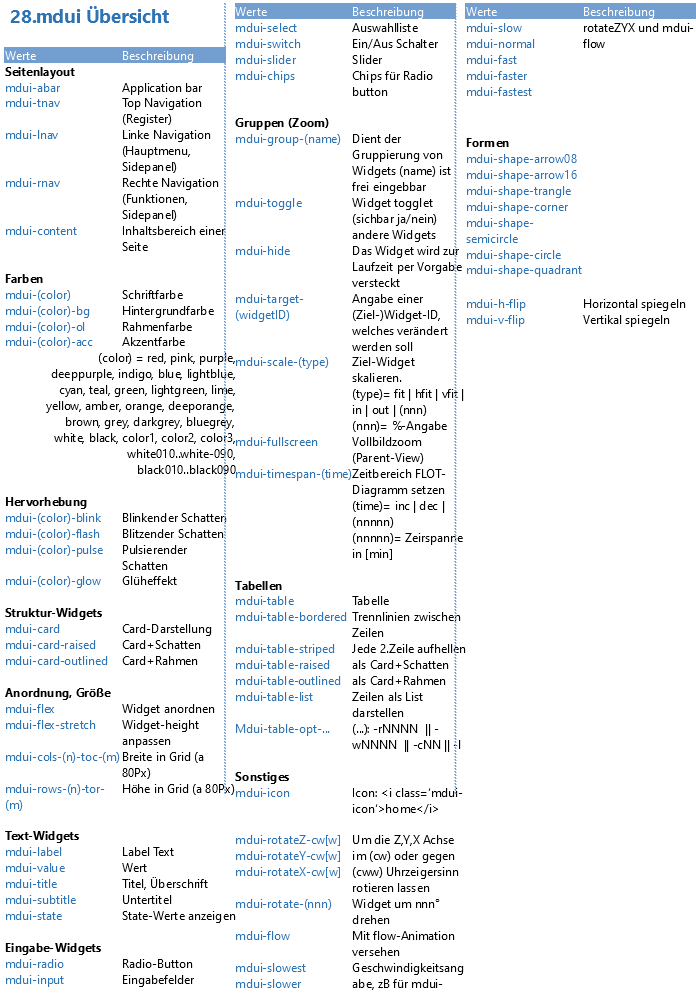 28.mdui Übersicht
Werte Beschreibung
Seitenlayout
mdui-abar Application bar
mdui-tnav Top Navigation
(Register)
mdui-lnav Linke Navigation
(Hauptmenu,
Sidepanel)
mdui-rnav Rechte Navigation
(Funktionen,
Sidepanel)
mdui-content Inhaltsbereich einer
Seite
Farben
mdui-(color) Schriftfarbe
mdui-(color)-bg Hintergrundfarbe
mdui-(color)-ol Rahmenfarbe
mdui-(color)-acc Akzentfarbe
(color) = red, pink, purple,
deeppurple, indigo, blue, lightblue,
cyan, teal, green, lightgreen, lime,
yellow, amber, orange, deeporange,
brown, grey, darkgrey, bluegrey,
white, black, color1, color2, color3,
white010..white-090,
black010..black090
Hervorhebung
mdui-(color)-blink Blinkender Schatten
mdui-(color)-flash Blitzender Schatten
mdui-(color)-pulse Pulsierender
Schatten
mdui-(color)-glow Glüheffekt
Struktur-Widgets
mdui-card Card-Darstellung
mdui-card-raised Card+Schatten
mdui-card-outlined Card+Rahmen
Anordnung, Größe
mdui-flex Widget anordnen
mdui-flex-stretch Widget-height
anpassen
mdui-cols-(n)-toc-(m) Breite in Grid (a
80Px)
mdui-rows-(n)-tor- Höhe in Grid (a 80Px)
(m)
Text-Widgets
mdui-label Label Text
mdui-value Wert
mdui-title Titel, Überschrift
mdui-subtitle Untertitel
mdui-state State-Werte anzeigen
Eingabe-Widgets
mdui-radio Radio-Button
mdui-input Eingabefelder
Werte Beschreibung
mdui-select Auswahlliste
mdui-switch Ein/Aus Schalter
mdui-slider Slider
mdui-chips Chips für Radio
button
Gruppen (Zoom)
mdui-group-(name) Dient der
Gruppierung von
Widgets (name) ist
frei eingebbar
mdui-toggle Widget togglet
(sichbar ja/nein)
andere Widgets
mdui-hide Das Widget wird zur
Laufzeit per Vorgabe
versteckt
mdui-target- Angabe einer
(widgetID) (Ziel-)Widget-ID,
welches verändert
werden soll
mdui-scale-(type) Ziel-Widget
skalieren.
(type)= fit | hfit | vfit |
in | out | (nnn)
(nnn)= %-Angabe
mdui-fullscreen Vollbildzoom
(Parent-View)
mdui-timespan-(time) Zeitbereich FLOT-
Diagramm setzen
(time)= inc | dec |
(nnnnn)
(nnnnn)= Zeirspanne
in [min]
Tabellen
mdui-table Tabelle
mdui-table-bordered Trennlinien zwischen
Zeilen
mdui-table-striped Jede 2.Zeile aufhellen
mdui-table-raised als Card+Schatten
mdui-table-outlined als Card+Rahmen
mdui-table-list Zeilen als List
darstellen
Mdui-table-opt-... (...): -rNNNN || -
wNNNN || -cNN || -l
Sonstiges
mdui-icon Icon: <i class='mdui-
icon'>home</i>
mdui-rotateZ-cw[w] Um die Z,Y,X Achse
mdui-rotateY-cw[w] im (cw) oder gegen
mdui-rotateX-cw[w] (cww) Uhrzeigersinn
rotieren lassen
mdui-rotate-(nnn) Widget um nnn°
drehen
mdui-flow Mit flow-Animation
versehen
mdui-slowest Geschwindigkeitsang
mdui-slower abe, zB für mdui-
Werte Beschreibung
mdui-slow rotateZYX und mdui-
mdui-normal flow
mdui-fast
mdui-faster
mdui-fastest
Formen
mdui-shape-arrow08
mdui-shape-arrow16
mdui-shape-trangle
mdui-shape-corner
mdui-shape-
semicircle
mdui-shape-circle
mdui-shape-quadrant
mdui-h-flip Horizontal spiegeln
mdui-v-flip Vertikal spiegeln